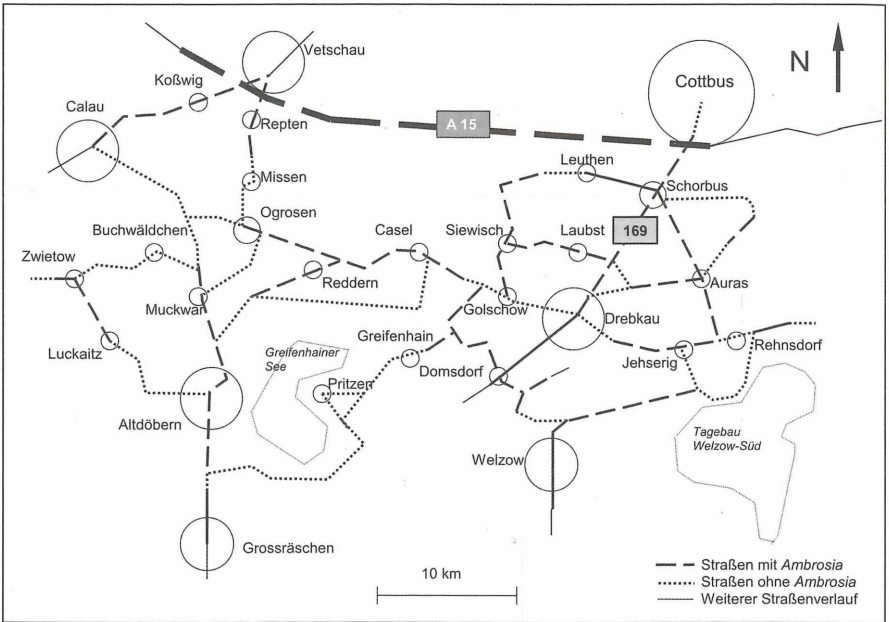 Vetschau
Cottbus
N
Koßwig
Calau
Repten
A 15
Leuthen
Missen
Schorbus
Ogrosen
Buchwäldchen
Casel
Siewisch
Laubst
169
Zwietow
Reddern
Auras
Muckwar
Golschow
Drebkau
Luckaitz
Greifenhainer
See
Greifenhain
Rehnsdorf
Domsdorf
Jehserig
Pritzen
Altdöbern
Tagebau
Welzow-Süd
Welzow
Grossräschen
10 km
Straßen mit Ambrosia
Straßen ohne Ambrosia
Weiterer Straßenverlauf